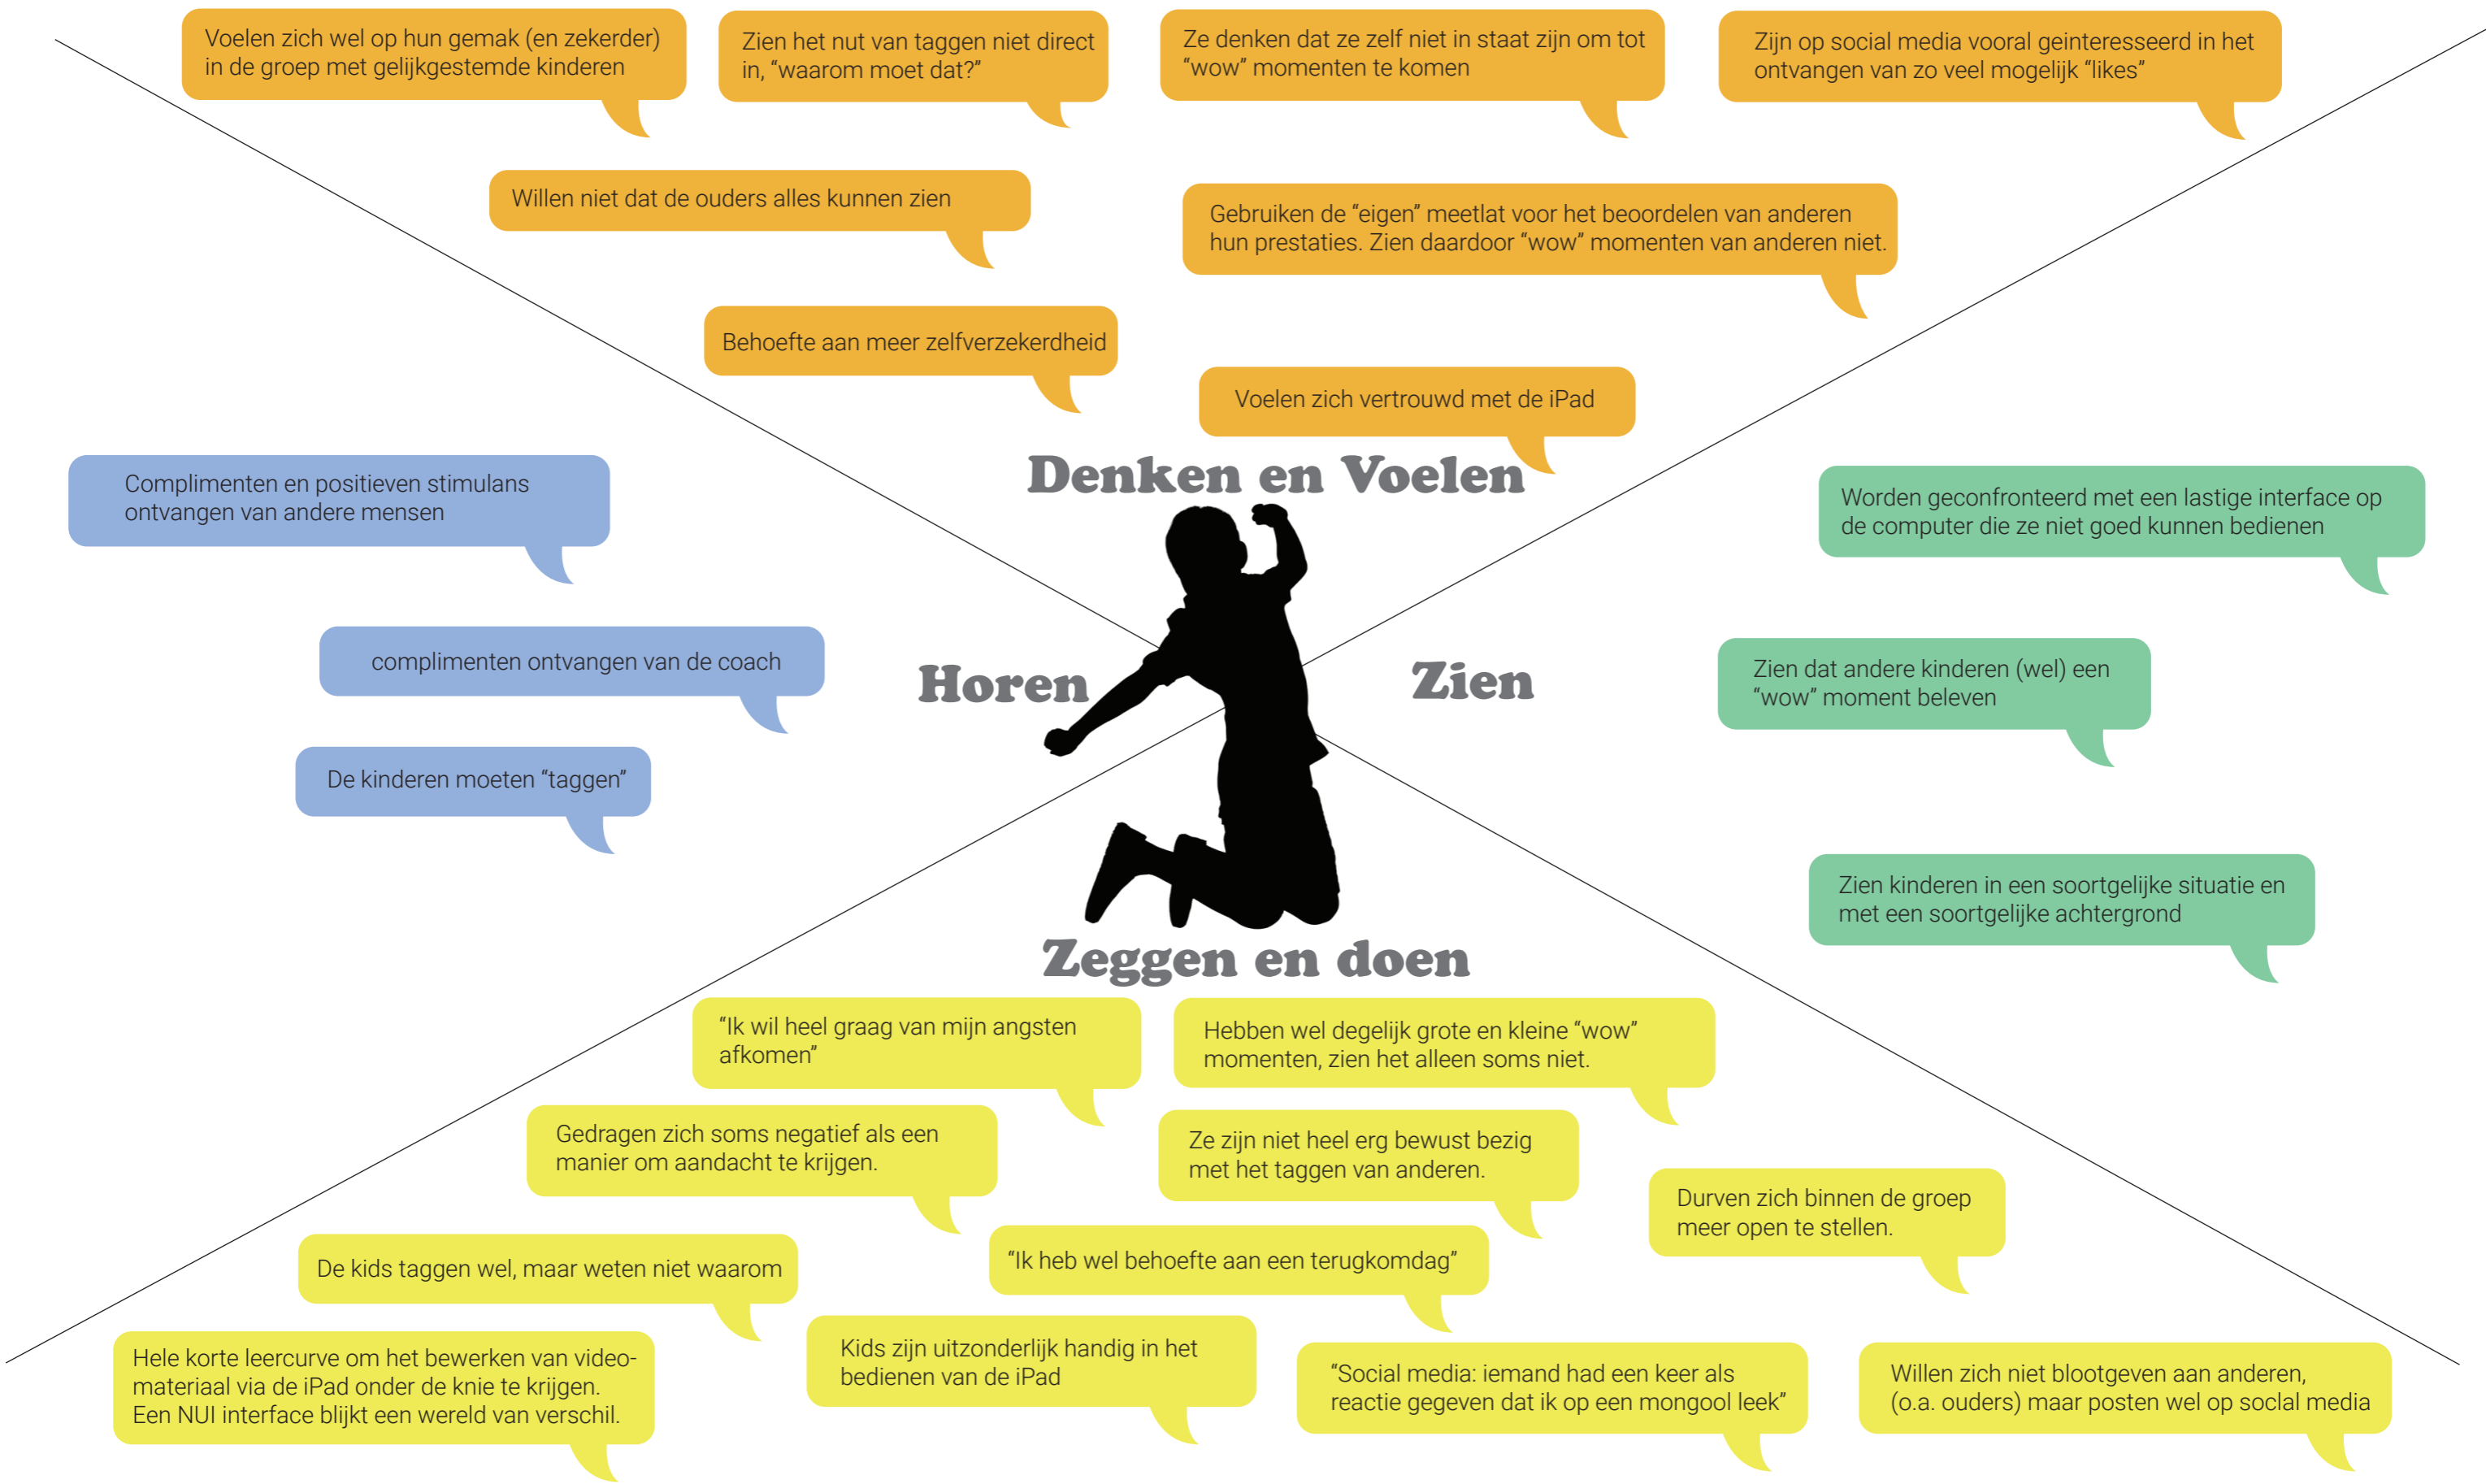 Voelen zich wel op hun gemak (en zekerder)
in de groep met gelijkgestemde kinderen
Zien het nut van taggen niet direct
in, “waarom moet dat?”
Ze denken dat ze zelf niet in staat zijn om tot
“wow” momenten te komen
Zijn op social media vooral geinteresseerd in het
ontvangen van zo veel mogelijk “likes”
Willen niet dat de ouders alles kunnen zien
Gebruiken de “eigen” meetlat voor het beoordelen van anderen
hun prestaties. Zien daardoor “wow” momenten van anderen niet.
Behoefte aan meer zelfverzekerdheid
Voelen zich vertrouwd met de iPad
Denken en Voelen
Complimenten en positieven stimulans
ontvangen van andere mensen
complimenten ontvangen van de coach
De kinderen moeten “taggen”
Horen
Zien
Worden geconfronteerd met een lastige interface op
de computer die ze niet goed kunnen bedienen
Zien dat andere kinderen (wel) een
“wow” moment beleven
Zien kinderen in een soortgelijke situatie en
met een soortgelijke achtergrond
Zeggen en doen
“Ik wil heel graag van mijn angsten
afkomen”
Hebben wel degelijk grote en kleine “wow”
momenten, zien het alleen soms niet.
Gedragen zich soms negatief als een
manier om aandacht te krijgen.
Ze zijn niet heel erg bewust bezig
met het taggen van anderen.
Durven zich binnen de groep
meer open te stellen.
De kids taggen wel, maar weten niet waarom
“Ik heb wel behoefte aan een terugkomdag”
Hele korte leercurve om het bewerken van video-
materiaal via de iPad onder de knie te krijgen.
Een NUI interface blijkt een wereld van verschil.
Kids zijn uitzonderlijk handig in het
bedienen van de iPad
“Social media: iemand had een keer als
reactie gegeven dat ik op een mongool leek”
Willen zich niet blootgeven aan anderen,
(o.a. ouders) maar posten wel op soclal media